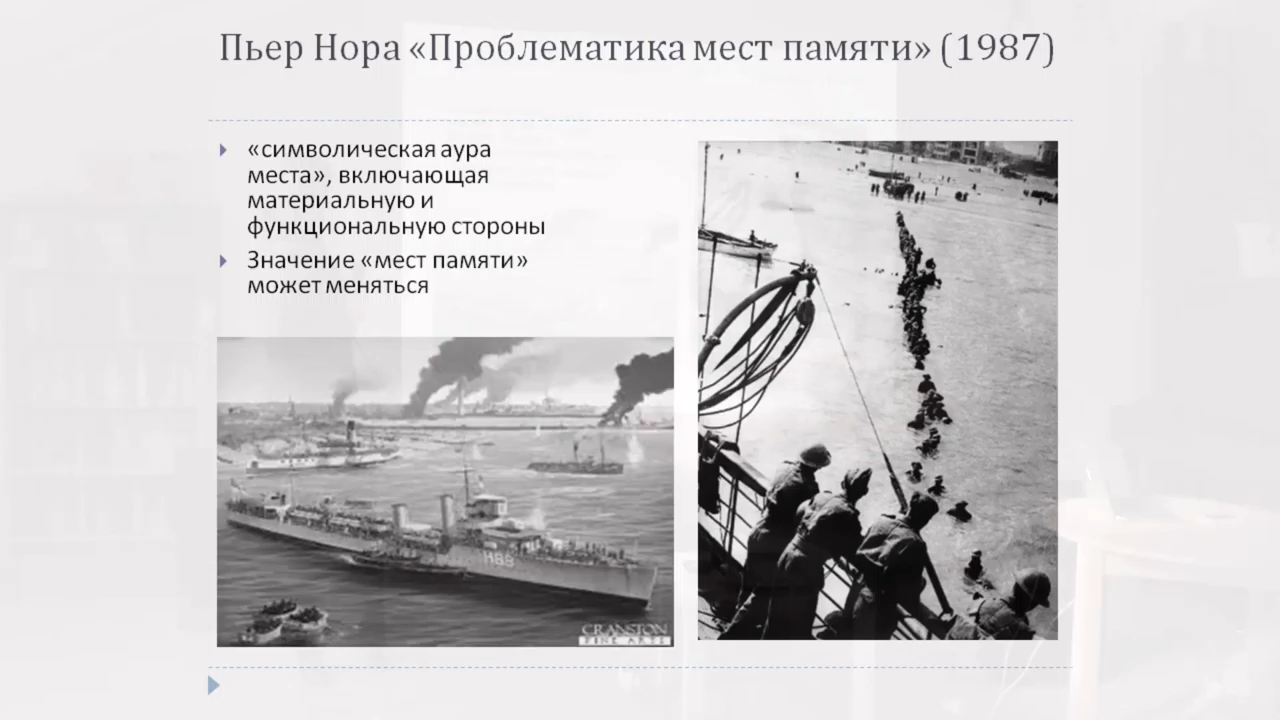 Пьер Нора «Проблематика мест памяти» (1987)
«символическая аура
места», включающая
материальную и
функциональную стороны
Значение «мест памяти»
может меняться
H69
CRANSTON
FINE ARTS